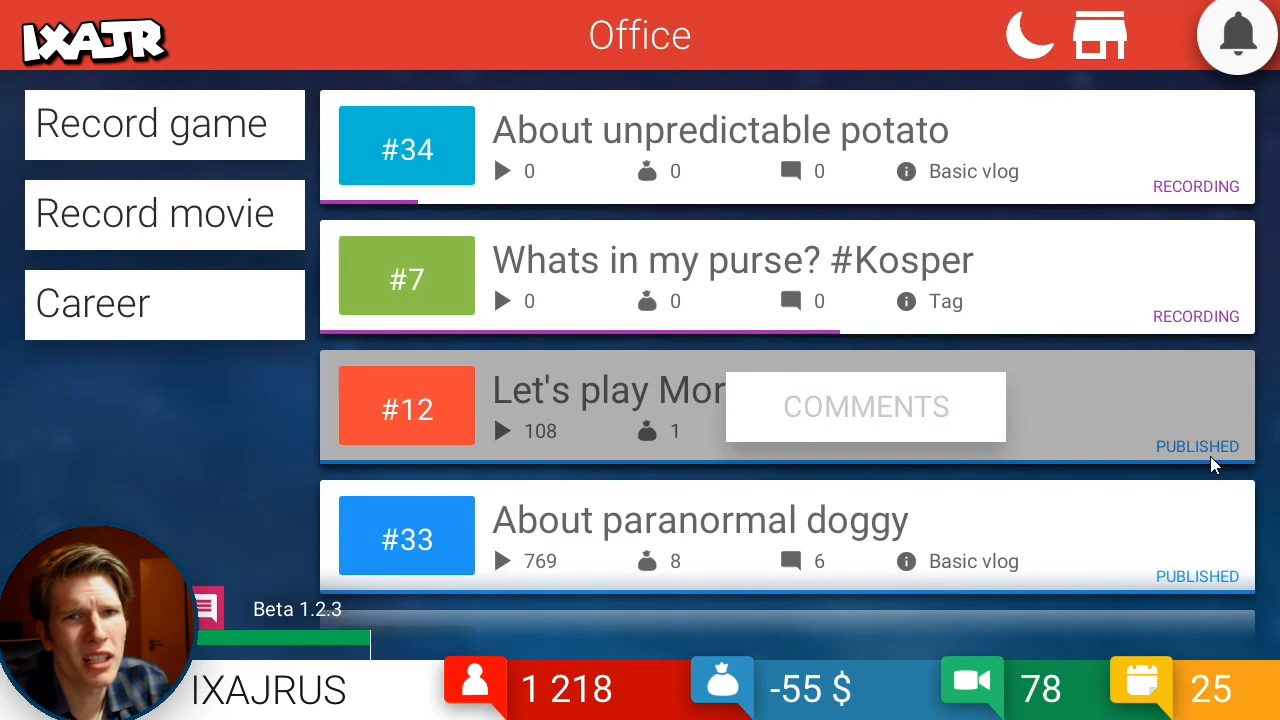 IXAJR
Office
Record game
Record movie
Career
#34
About unpredictable potato
0 0 0 Basic vlog
RECORDING
#7
Whats in my purse? #Kosper
0 0 0 Tag
RECORDING
#12
Let's play Mor
108 1
COMMENTS
PUBLISHED
#33
About paranormal doggy
769 8 6 Basic vlog
PUBLISHED
Beta 1.2.3
IXAJRUS
1 218
-55 $
78
25